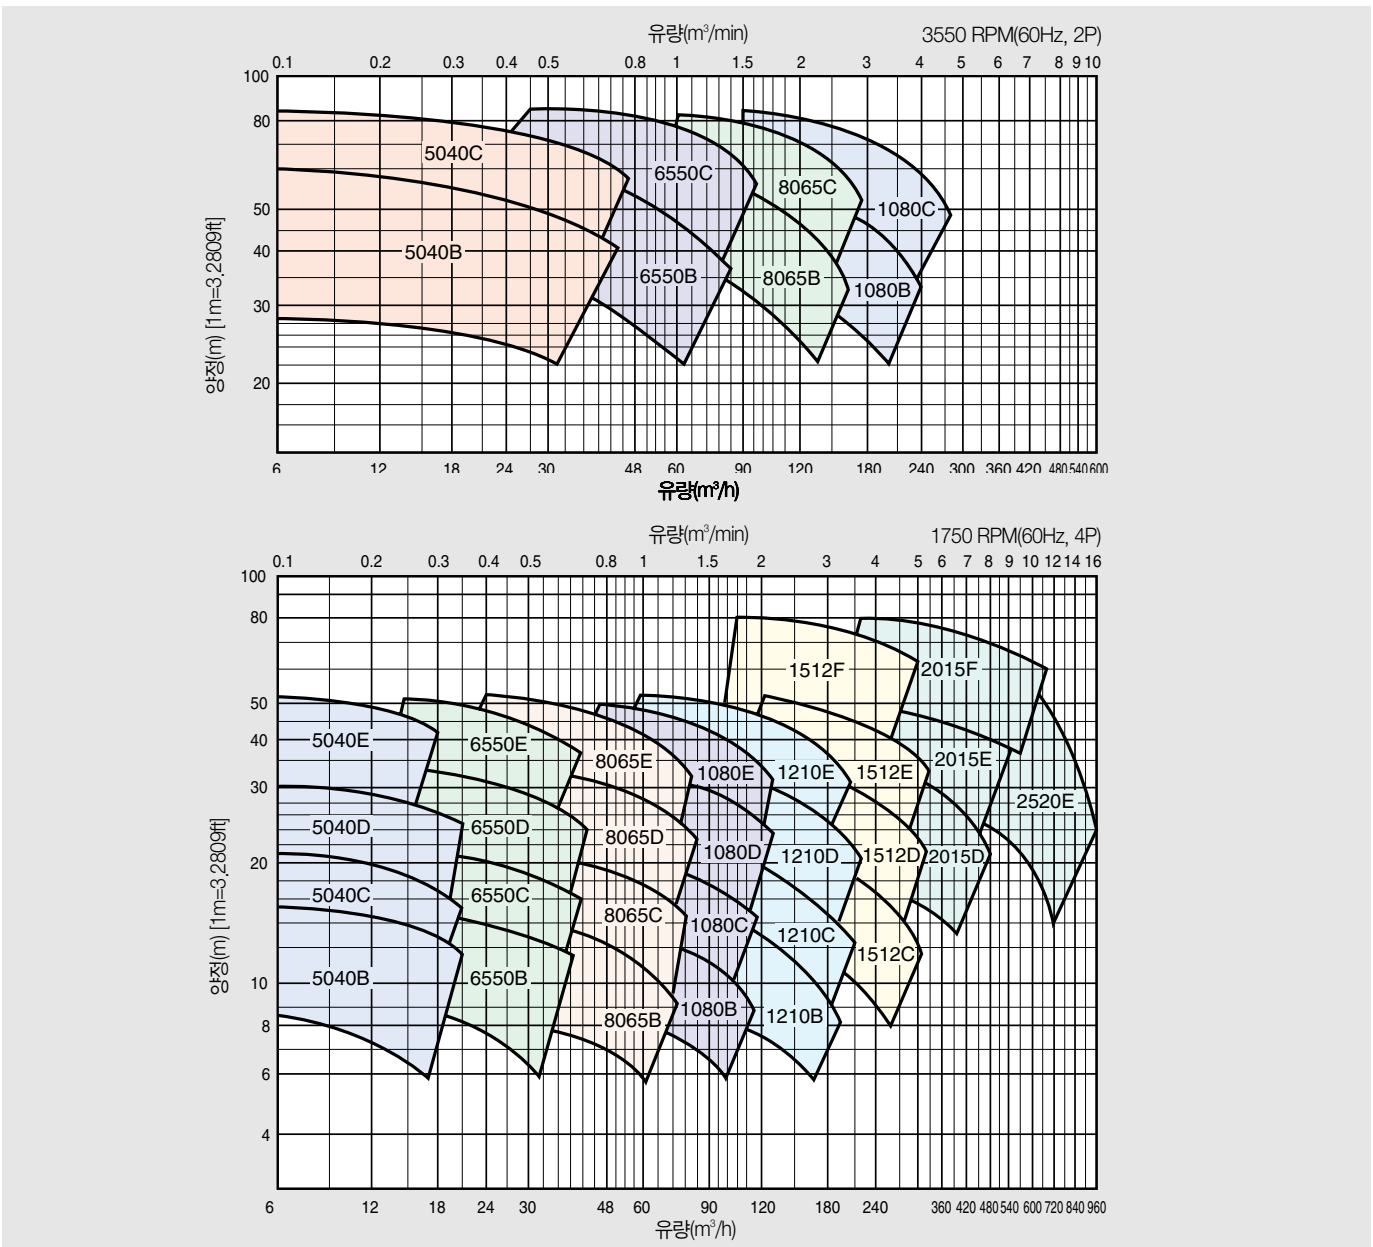 유량(m³/min) 3550 RPM(60Hz, 2P)
0.1 0.2 0.3 0.4 0.5 0.8 1 1.5 2 3 4 5 6 7 8 9 10
100
80
50
40
30
20
양정(m) [1m=3.2809ft]
5040C
6550C
8065C
1080C
5040B
6550B
8065B
1080B
6 12 18 24 30 48 60 90 120 180 240 300 360 420 480 540 600
유량(m³/h)
유량(m³/min) 1750 RPM(60Hz, 4P)
0.1 0.2 0.3 0.4 0.5 0.8 1 1.5 2 3 4 5 6 7 8 9 10 12 14 16
100
80
50
40
30
20
10
8
6
4
양정(m) [1m=3.2809ft]
1512F 2015F
5040E 6550E 8065E 1080E 1210E 1512E 2015E
2520E
5040D 6550D 8065D 1080D 1210D 1512D 2015D
5040C 6550C 8065C 1080C 1210C 1512C
5040B 6550B 8065B 1080B 1210B
6 12 18 24 30 48 60 90 120 180 240 360 420 480 540 600 720 840 960
유량(m³/h)